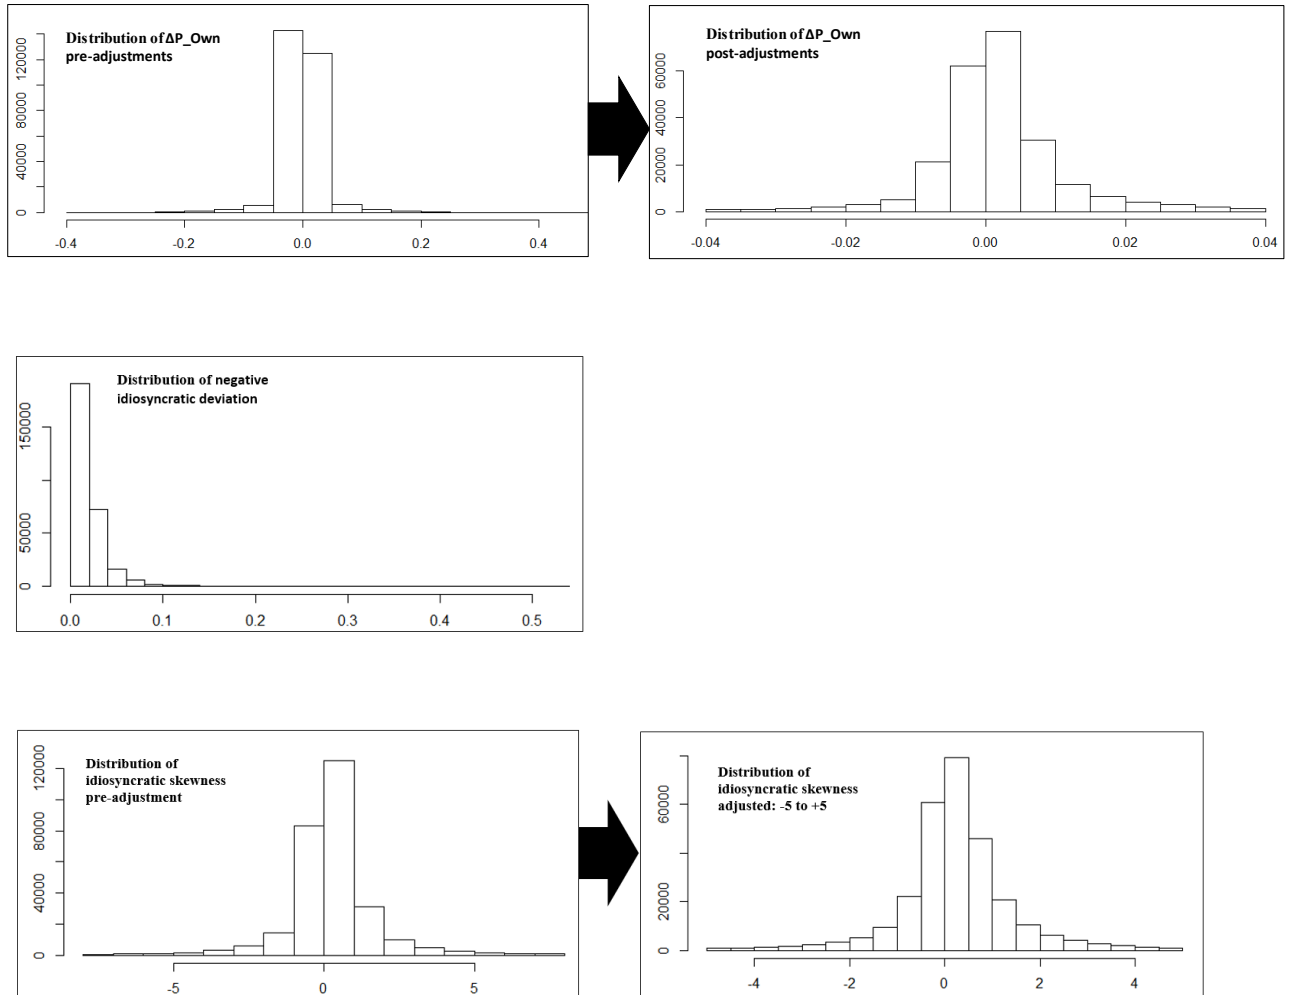 Distribution of ΔP_Own
pre-adjustments
0
40000
80000
120000
-0.4 -0.2 0.0 0.2 0.4
Distribution of ΔP_Own
post-adjustments
0
20000
40000
60000
-0.04 -0.02 0.00 0.02 0.04
Distribution of negative
idiosyncratic deviation
0
50000
150000
0.0 0.1 0.2 0.3 0.4 0.5
Distribution of
idiosyncratic skewness
pre-adjustment
0
40000
80000
120000
-5 0 5
Distribution of
idiosyncratic skewness
adjusted: -5 to +5
0
20000
60000
-4 -2 0 2 4